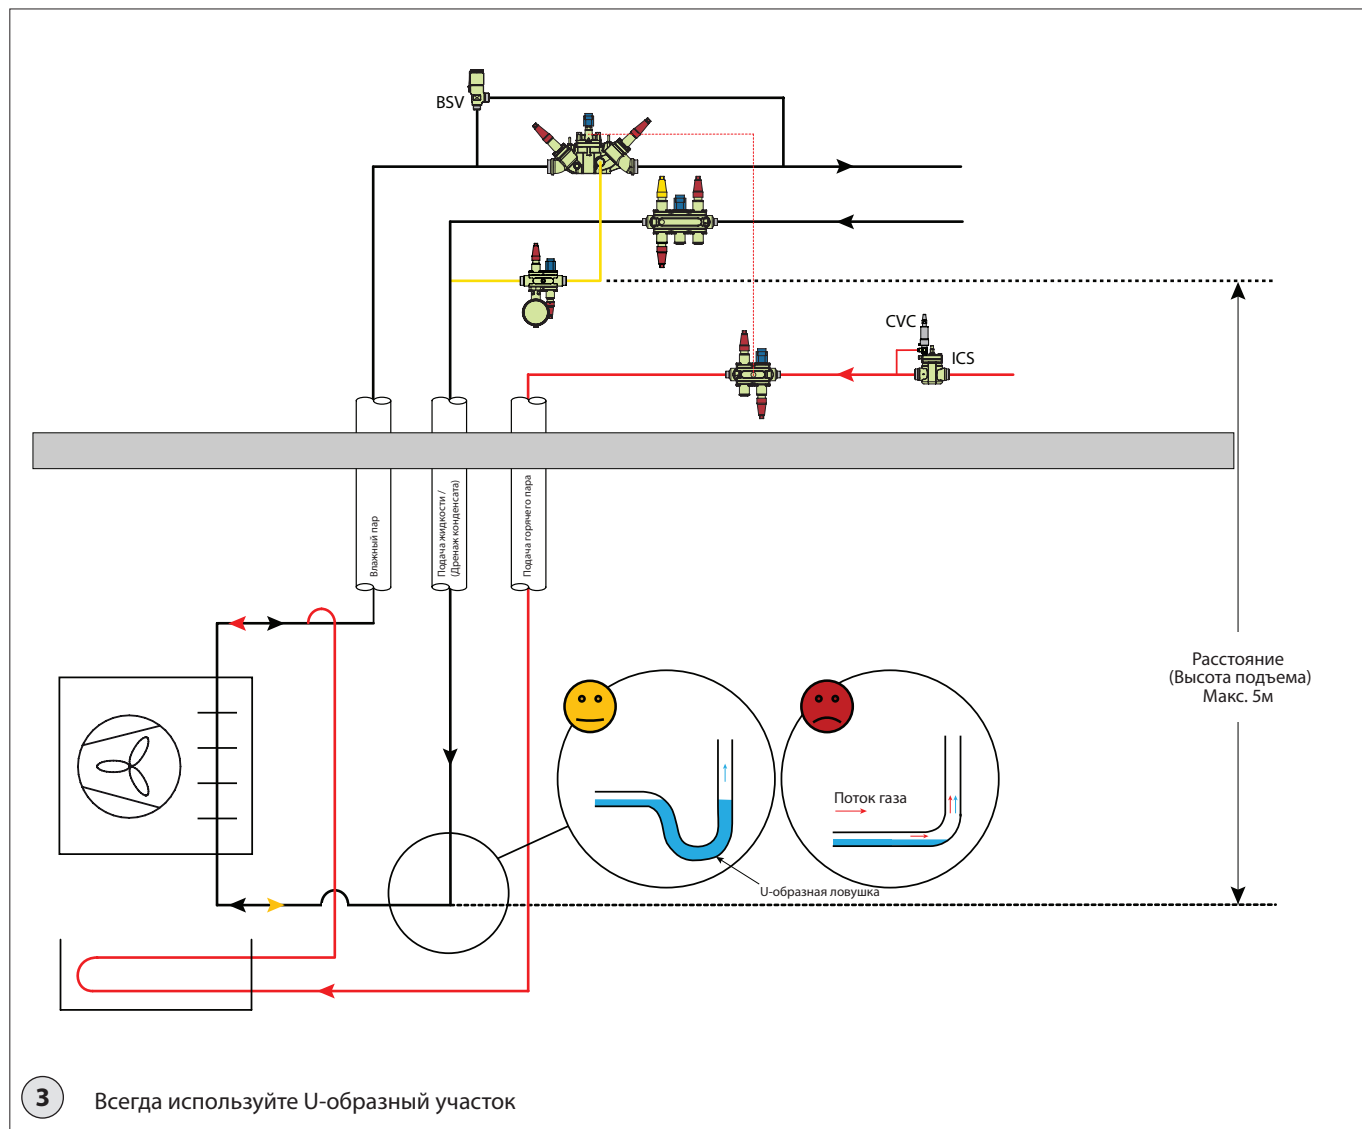 BSV
CVC
ICS
Влажный пар
Подача жидкости /
(Дренаж конденсата)
Подача горячего пара
Расстояние
(Высота подъема)
Макс. 5м
Поток газа
U-образная ловушка
3
Всегда используйте U-образный участок